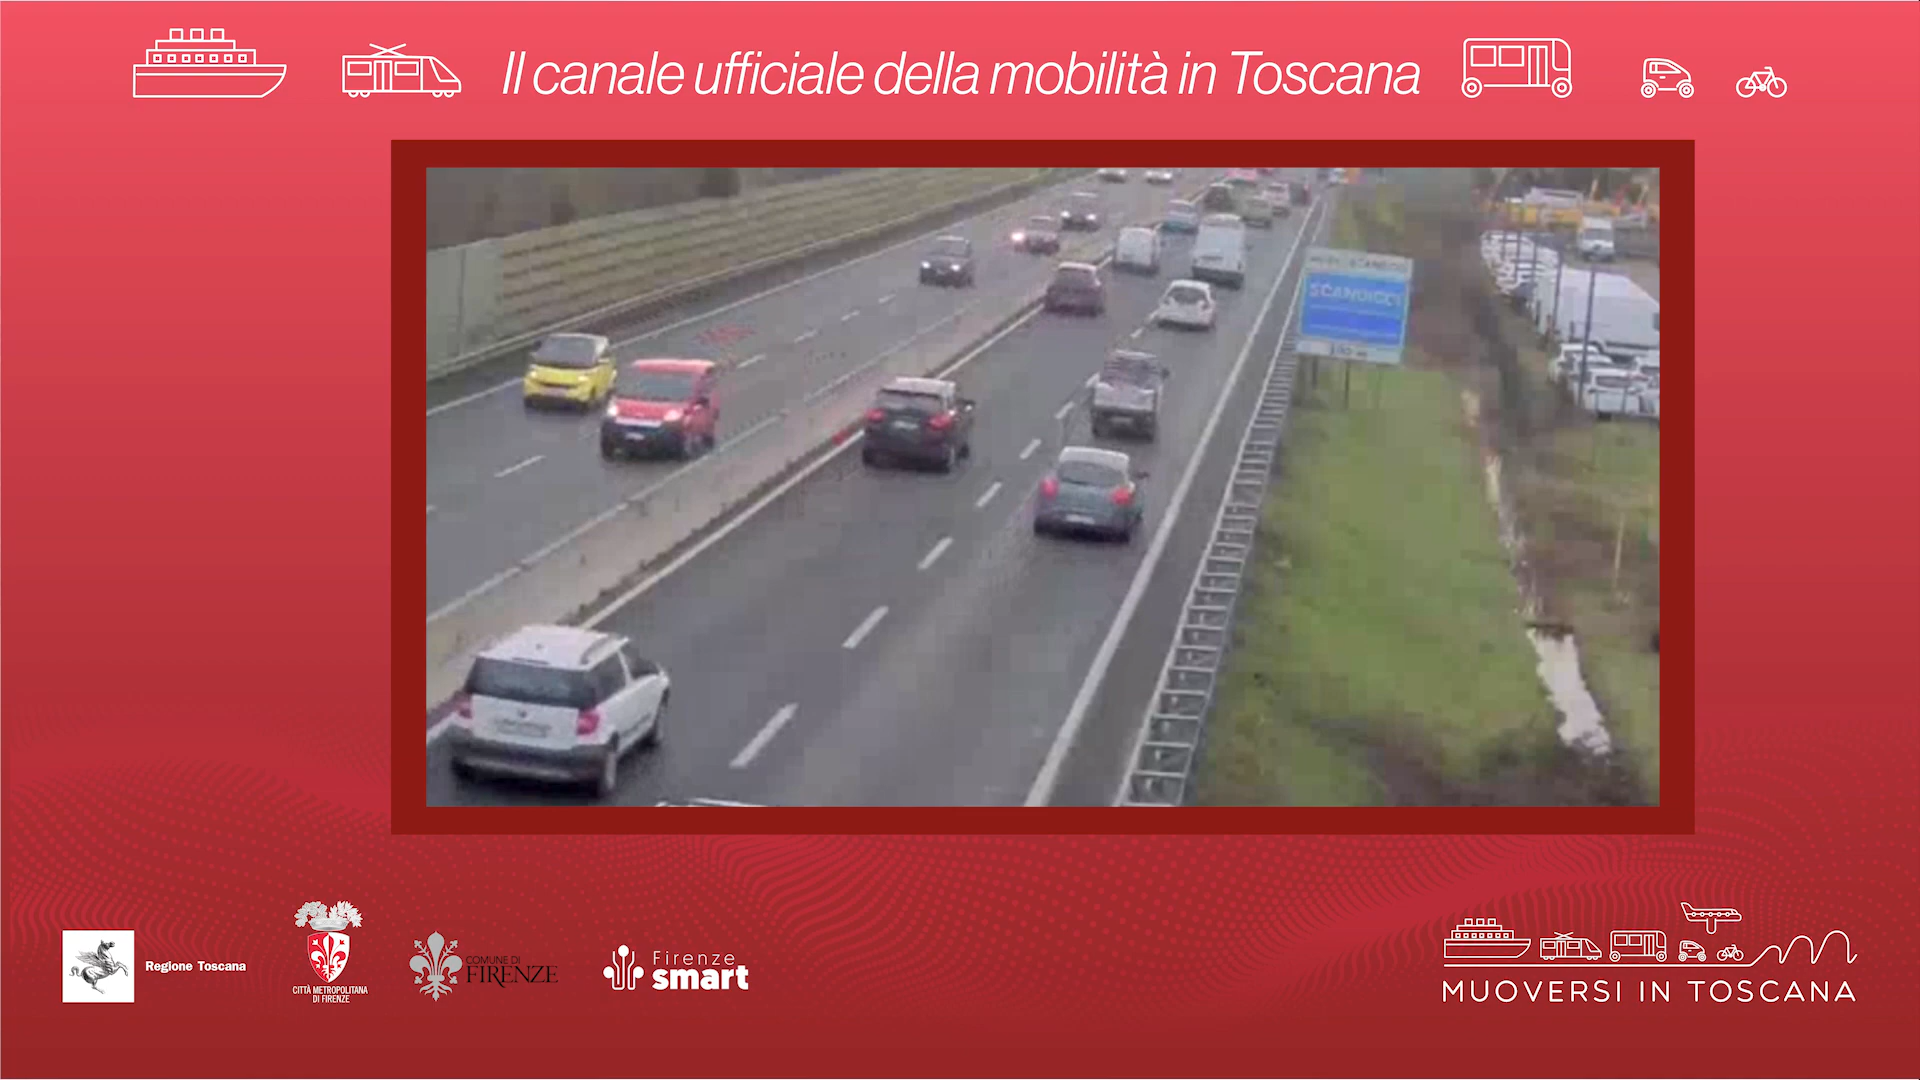 Il canale ufficiale della mobilità in Toscana
SCANDICCI
Regione Toscana
CITTÀ METROPOLITANA
DI FIRENZE
COMUNE DI
FIRENZE
Firenze
smart
MUOVERSI IN TOSCANA